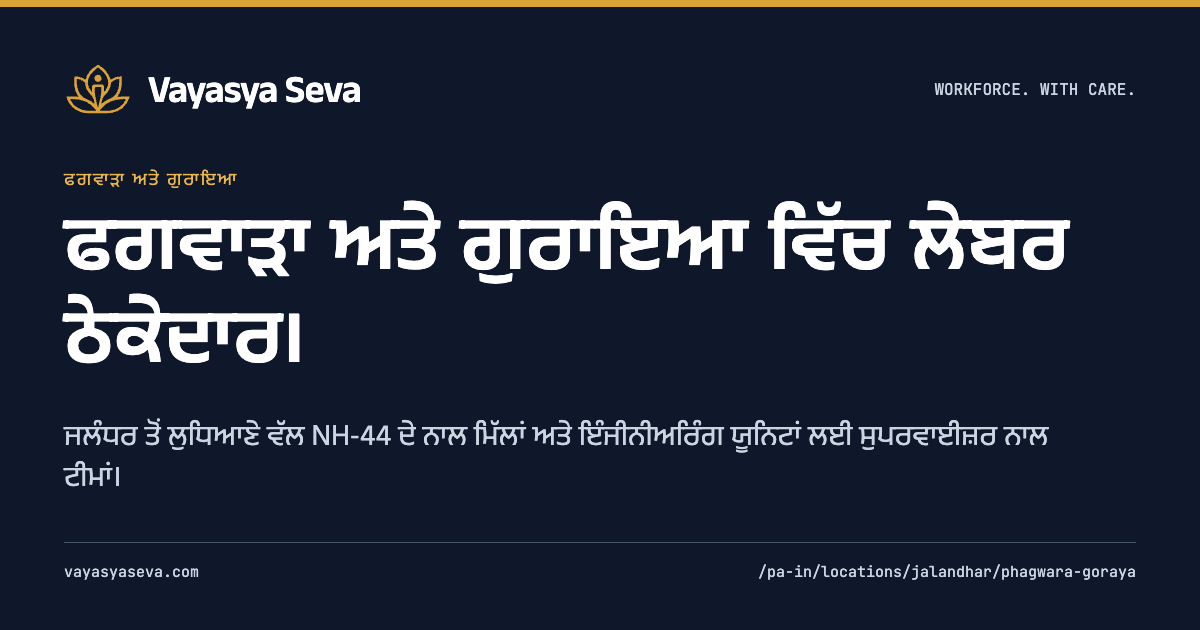 Vayasya Seva
WORKFORCE. WITH CARE.
ਫਗਵਾੜਾ ਅਤੇ ਗੁਰਾਇਆ
ਫਗਵਾੜਾ ਅਤੇ ਗੁਰਾਇਆ ਵਿੱਚ ਲੇਬਰ
ਠੇਕੇਦਾਰ।
ਜਲੰਧਰ ਤੋਂ ਲੁਧਿਆਣੇ ਵੱਲ NH-44 ਦੇ ਨਾਲ ਮਿੱਲਾਂ ਅਤੇ ਇੰਜੀਨੀਅਰਿੰਗ ਯੂਨਿਟਾਂ ਲਈ ਸੁਪਰਵਾਈਜ਼ਰ ਨਾਲ
ਟੀਮਾਂ।
vayasyaseva.com
/pa-in/locations/jalandhar/phagwara-goraya